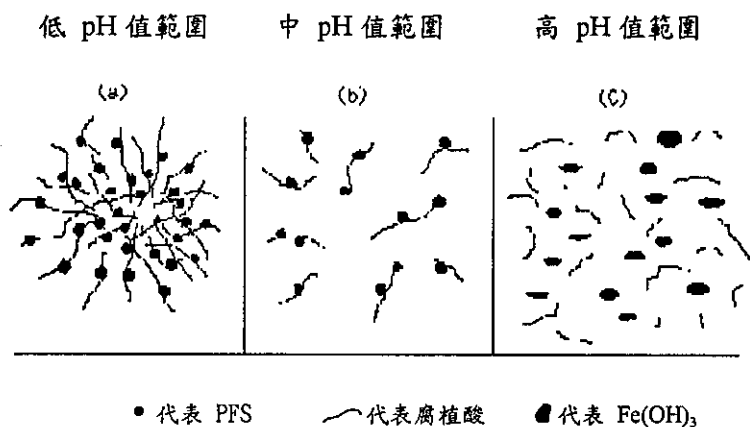 低 pH 值範圍 中 pH 值範圍 高 pH 值範圍
(a) (b) (c)
代表 PFS 代表腐植酸 代表 Fe(OH)₃